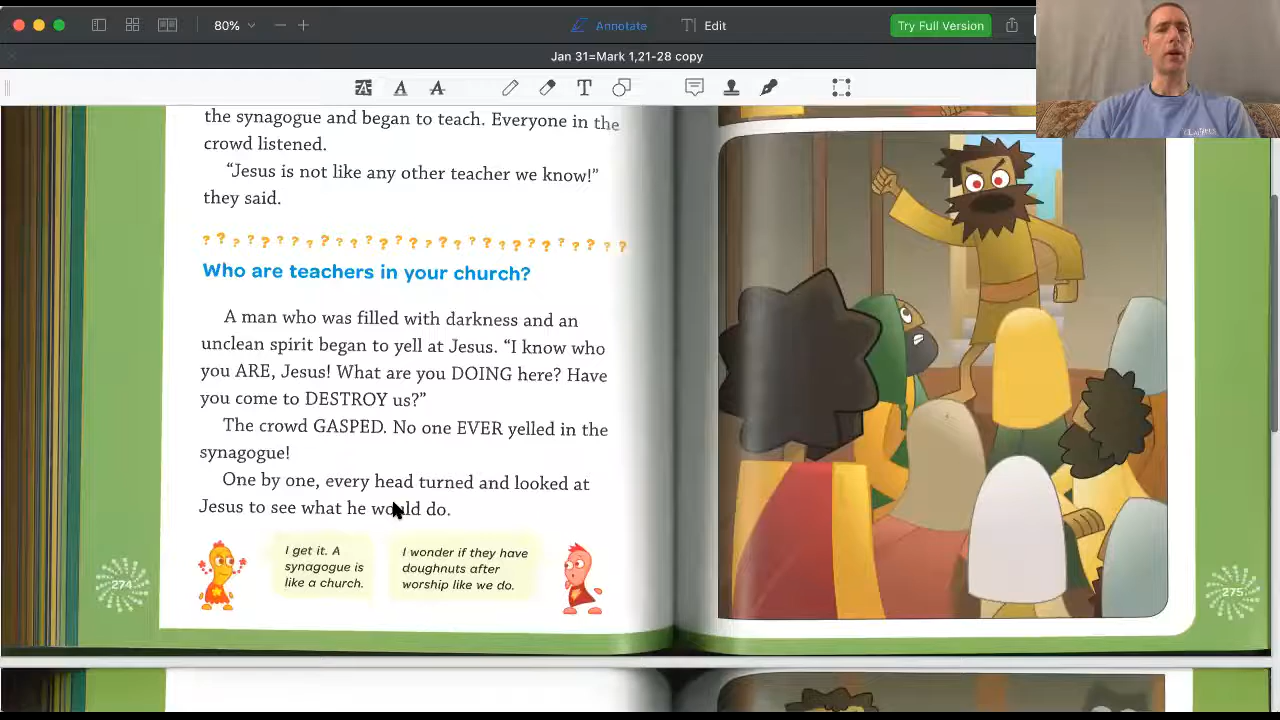 80%
Annotate
Edit
Try Full Version
Jan 31=Mark 1,21-28 copy
the synagogue and began to teach. Everyone in the
crowd listened.
“Jesus is not like any other teacher we know!”
they said.
? ? ? ? ? ? ? ? ? ? ? ? ? ? ? ? ? ? ? ? ? ? ? ? ? ? ? ? ?
Who are teachers in your church?
A man who was filled with darkness and an
unclean spirit began to yell at Jesus. “I know who
you ARE, Jesus! What are you DOING here? Have
you come to DESTROY us?”
The crowd GASPED. No one EVER yelled in the
synagogue!
One by one, every head turned and looked at
Jesus to see what he would do.
I get it. A
synagogue is
like a church.
I wonder if they have
doughnuts after
worship like we do.
274
275